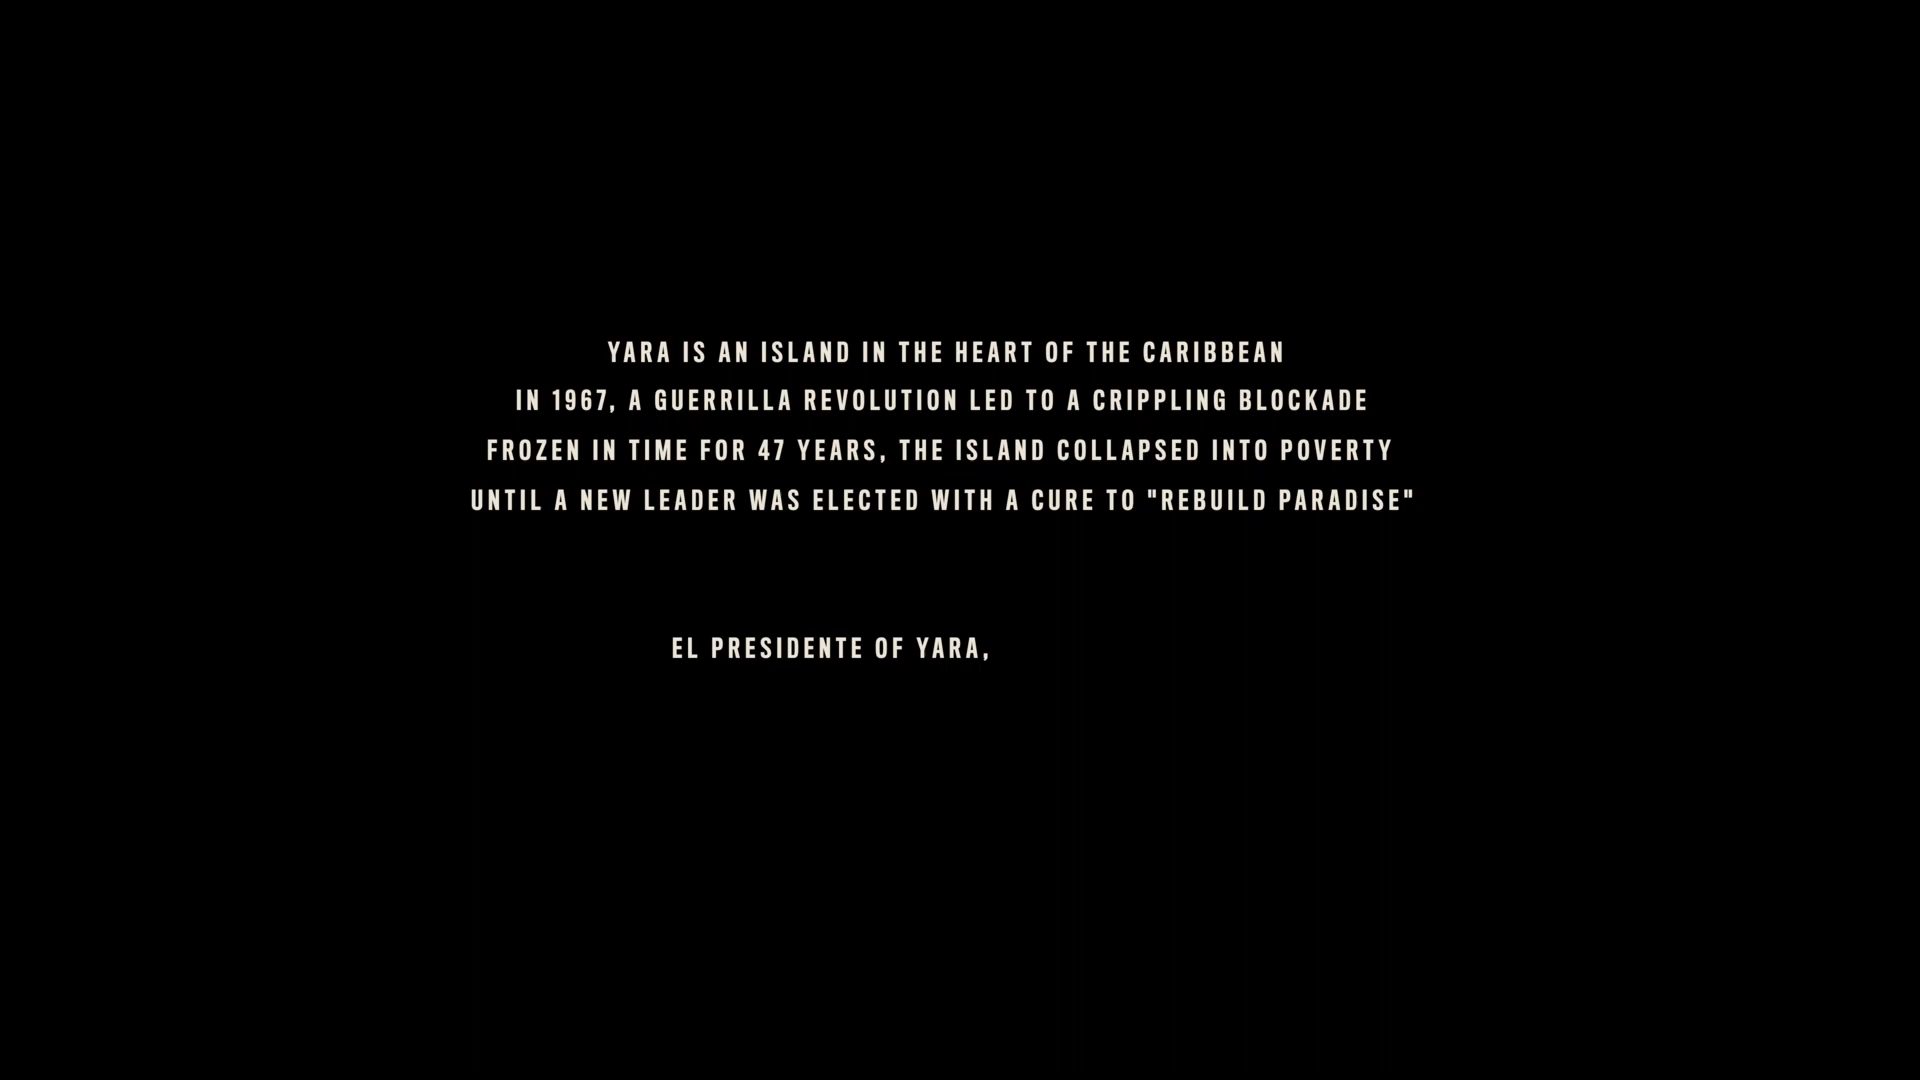 YARA IS AN ISLAND IN THE HEART OF THE CARIBBEAN
IN 1967, A GUERRILLA REVOLUTION LED TO A CRIPPLING BLOCKADE
FROZEN IN TIME FOR 47 YEARS, THE ISLAND COLLAPSED INTO POVERTY
UNTIL A NEW LEADER WAS ELECTED WITH A CURE TO "REBUILD PARADISE"
EL PRESIDENTE OF YARA,